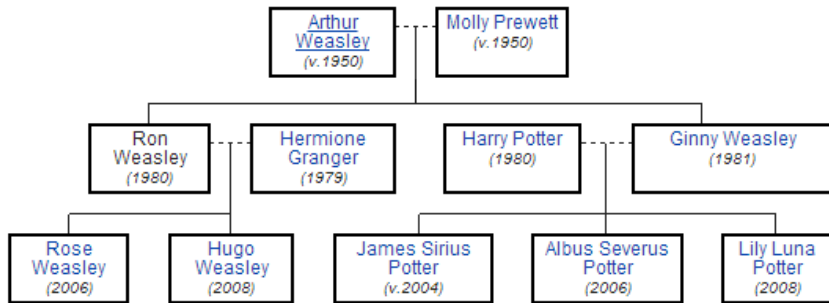 Arthur
Weasley
(v.1950)
Molly Prewett
(v.1950)
Ron
Weasley
(1980)
Hermione
Granger
(1979)
Harry Potter
(1980)
Ginny Weasley
(1981)
Rose
Weasley
(2006)
Hugo
Weasley
(2008)
James Sirius
Potter
(v.2004)
Albus Severus
Potter
(2006)
Lily Luna
Potter
(2008)